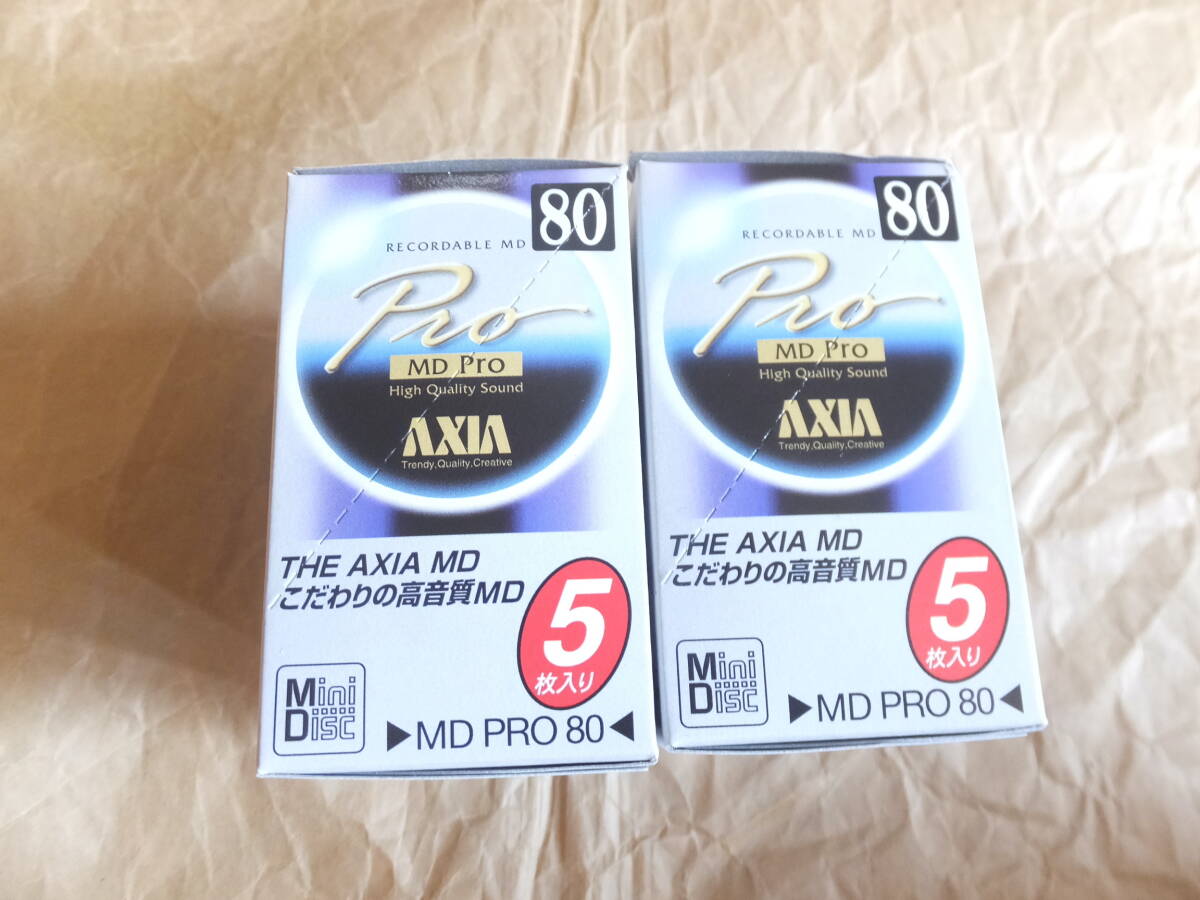 80
RECORDABLE MD
Pro
MD Pro
High Quality Sound
AXIA
Trendy,Quality,Creative
THE AXIA MD
こだわりの高音質MD
5
枚入り
Mini
Disc
▶MD PRO 80◀
80
RECORDABLE MD
Pro
MD Pro
High Quality Sound
AXIA
Trendy,Quality,Creative
THE AXIA MD
こだわりの高音質MD
5
枚入り
Mini
Disc
▶MD PRO 80◀